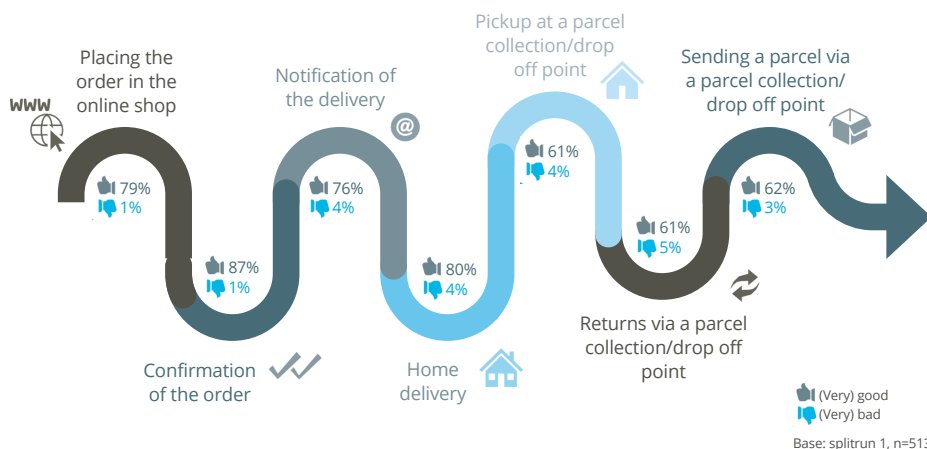 Placing the
order in the
online shop
www
79%
1%
Confirmation
of the order
87%
1%
Notification of
the delivery
@
76%
4%
Home
delivery
80%
4%
Pickup at a parcel
collection/drop
off point
61%
4%
Returns via a parcel
collection/drop off
point
61%
5%
Sending a parcel via
a parcel collection/
drop off point
62%
3%
(Very) good
(Very) bad
Base: splitrun 1, n=513